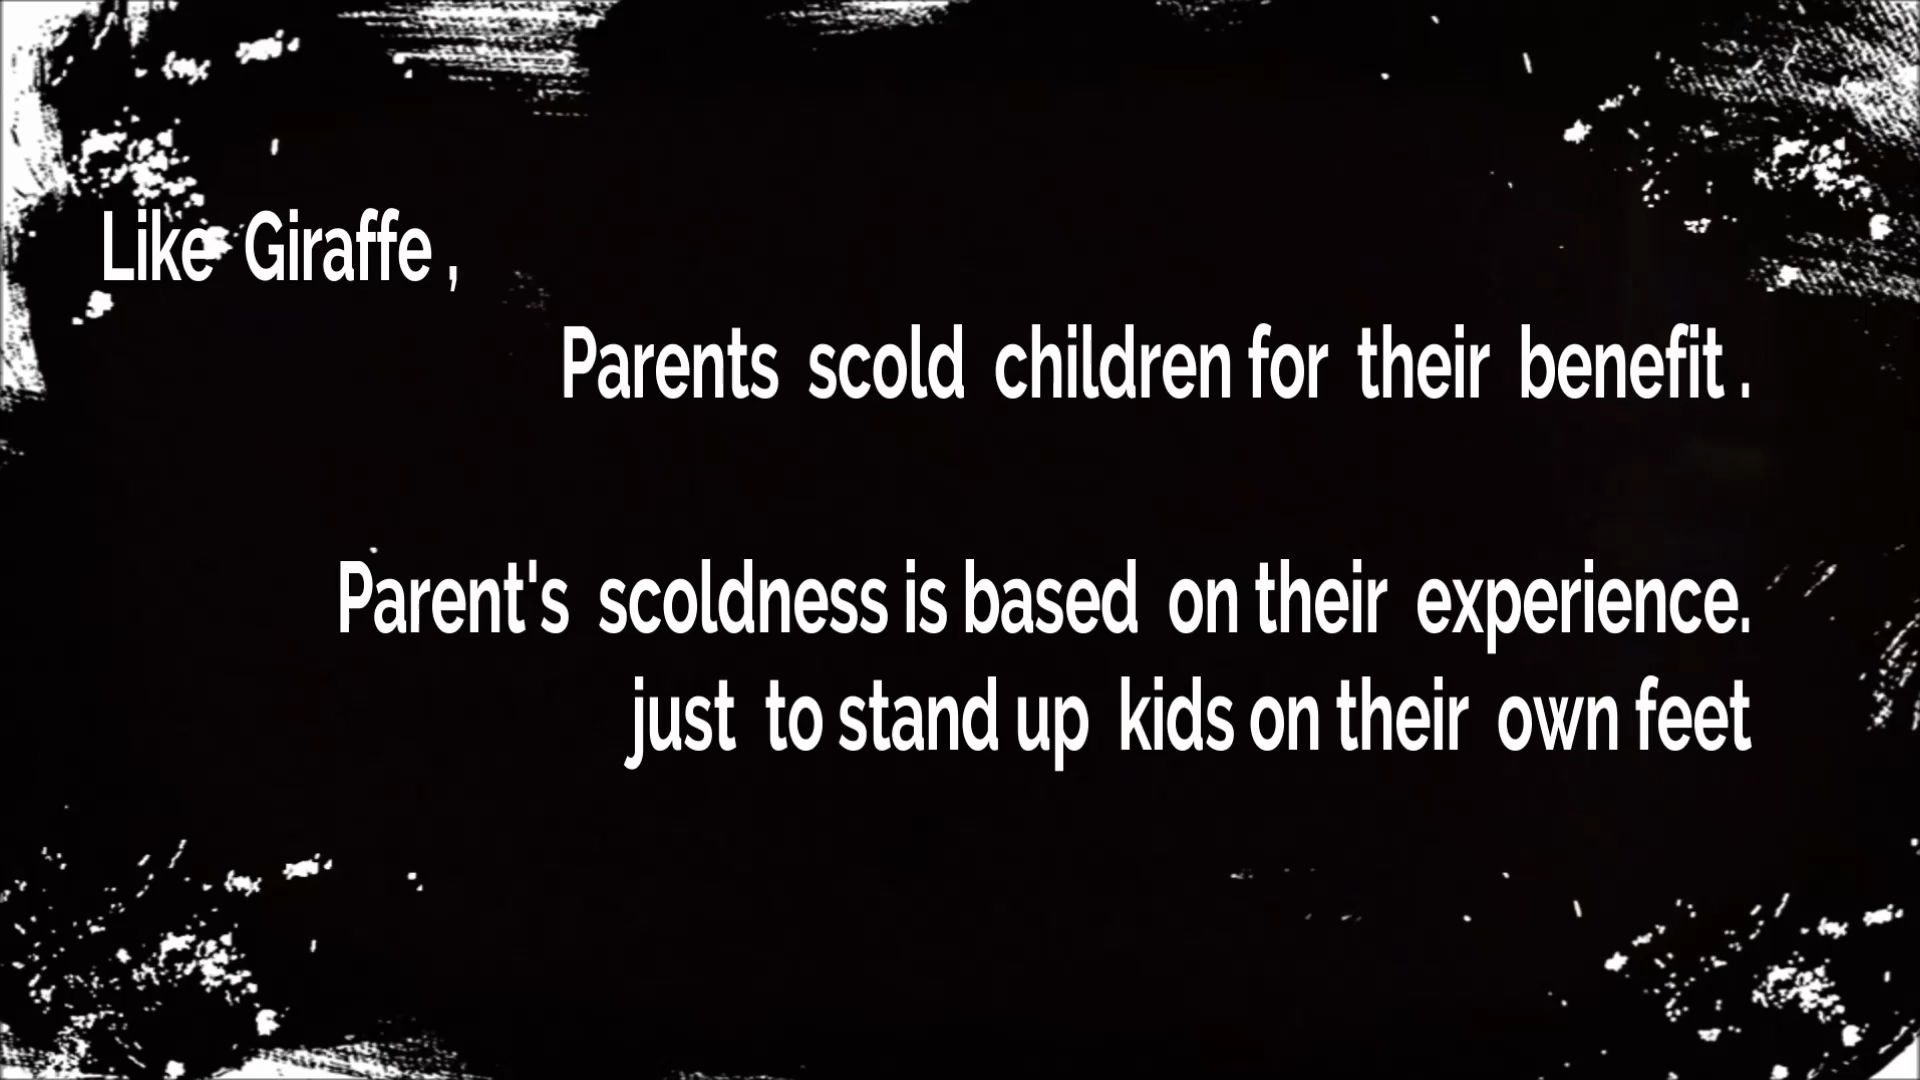 Like Giraffe ,
Parents scold children for their benefit .
Parent's scoldness is based on their experience.
just to stand up kids on their own feet